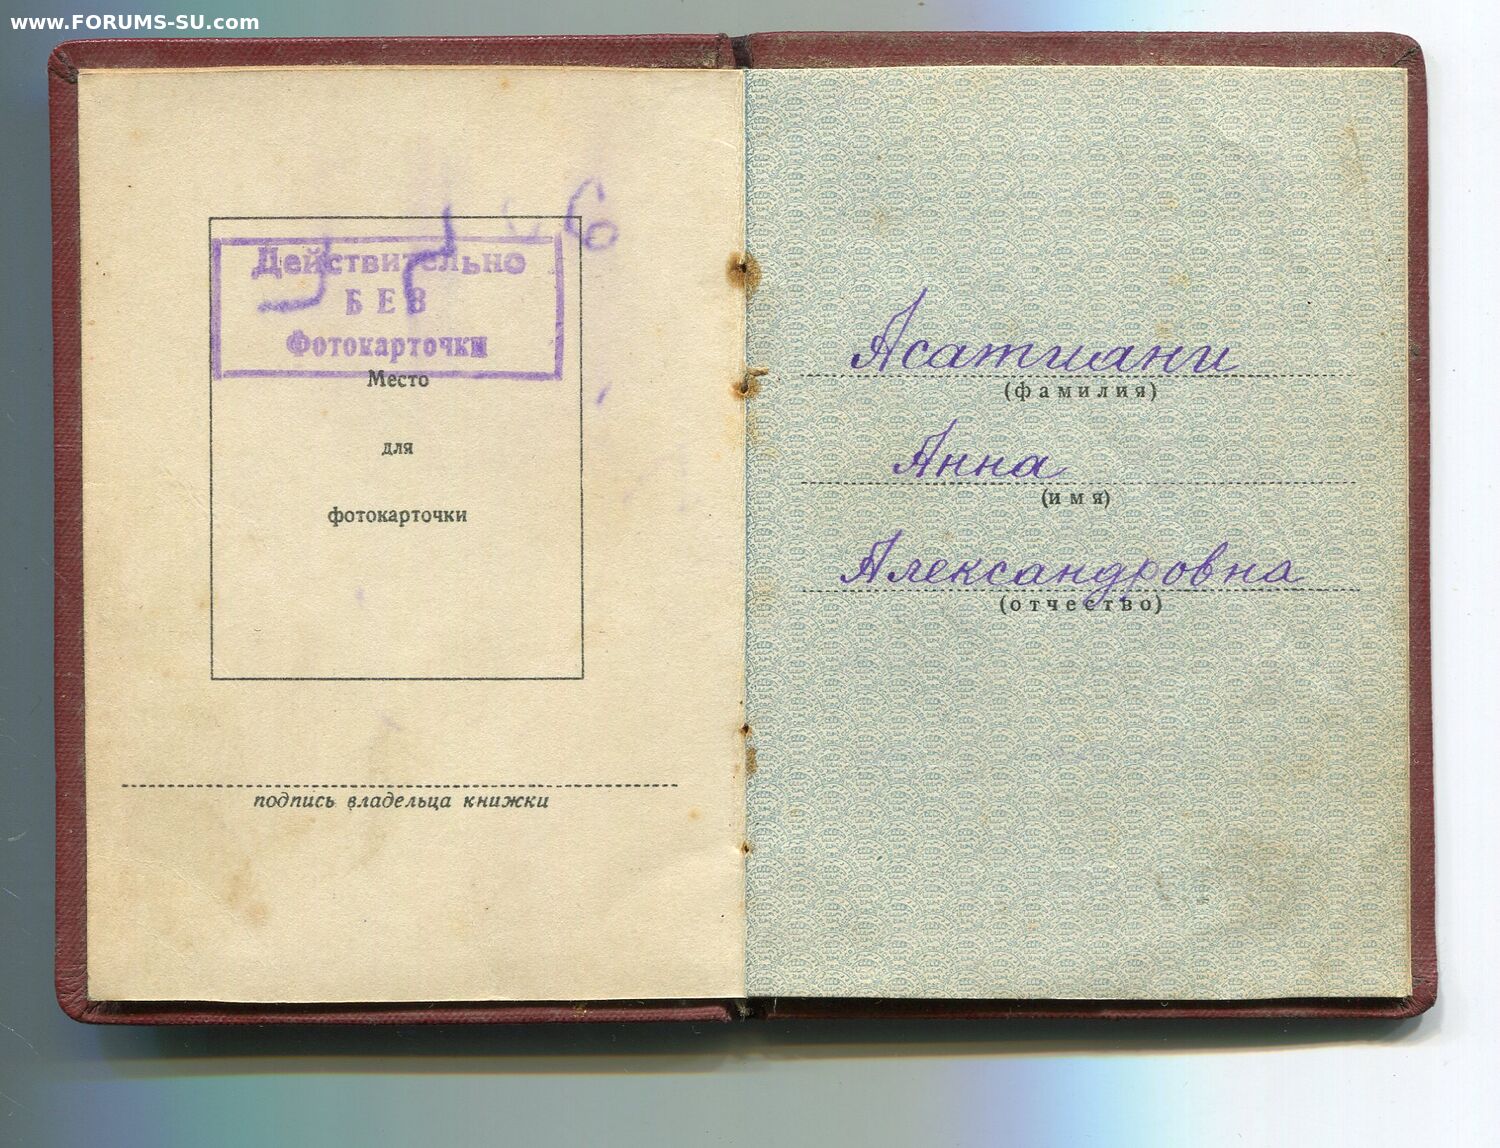 www.FORUMS-SU.com
Действительно
БЕЗ
Фотокарточки
Место
для
фотокарточки
подпись владельца книжки
Асатиани
(фамилия)
Анна
(имя)
Александровна
(отчество)